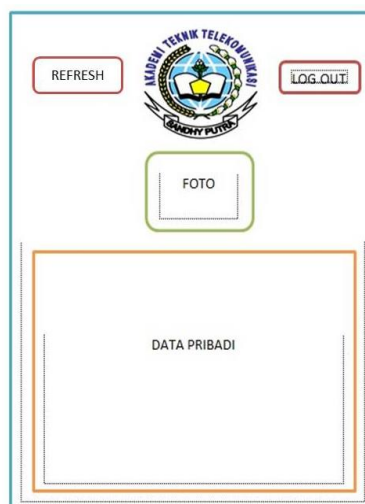 REFRESH
AKADEMI TEKNIK TELEKOMUNIKASI
SANDHY PUTRA
LOG OUT
FOTO
DATA PRIBADI